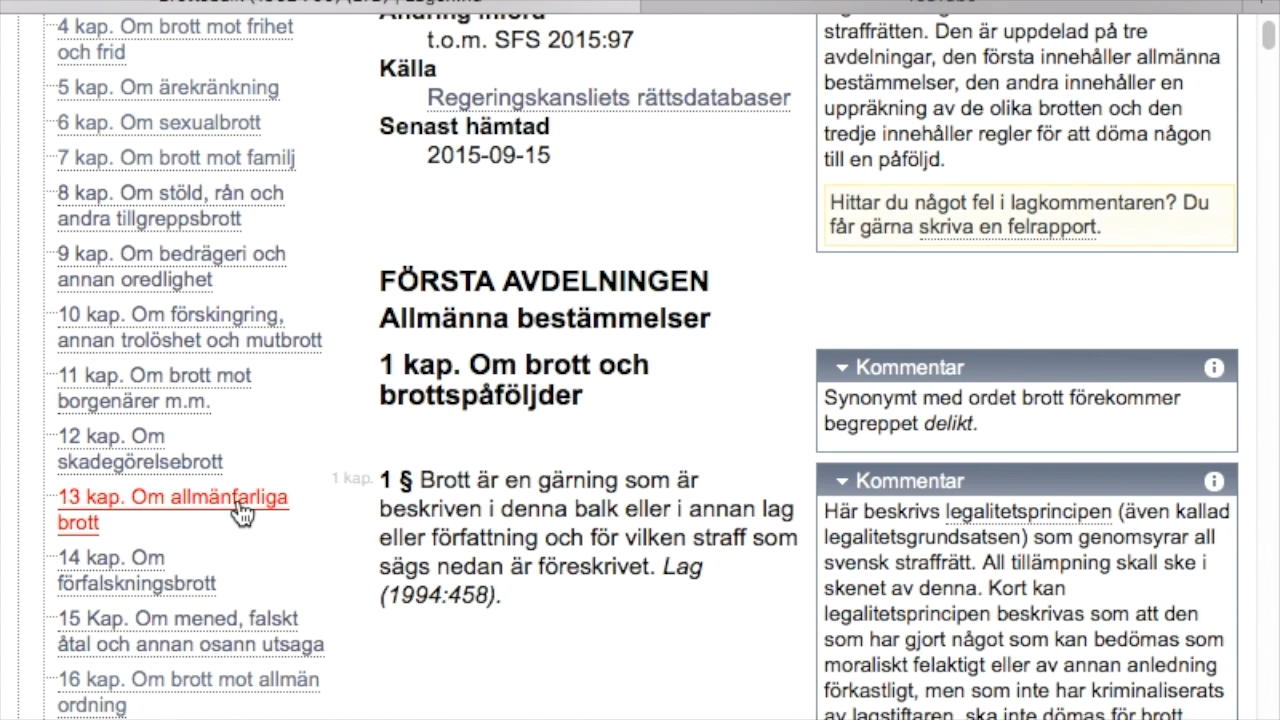 4 kap. Om brott mot frihet
och frid
5 kap. Om ärekränkning
6 kap. Om sexualbrott
7 kap. Om brott mot familj
8 kap. Om stöld, rån och
andra tillgreppsbrott
9 kap. Om bedrägeri och
annan oredlighet
10 kap. Om förskingring,
annan trolöshet och mutbrott
11 kap. Om brott mot
borgenärer m.m.
12 kap. Om
skadegörelsebrott
13 kap. Om allmänfarliga
brott
14 kap. Om
förfalskningsbrott
15 Kap. Om mened, falskt
åtal och annan osann utsaga
16 kap. Om brott mot allmän
ordning
Ändring införd
t.o.m. SFS 2015:97
Källa
Regeringskansliets rättsdatabaser
Senast hämtad
2015-09-15
FÖRSTA AVDELNINGEN
Allmänna bestämmelser
1 kap. Om brott och
brottspåföljder
1 kap.
1 § Brott är en gärning som är
beskriven i denna balk eller i annan lag
eller författning och för vilken straff som
sägs nedan är föreskrivet. Lag
(1994:458).
straffrätten. Den är uppdelad på tre
avdelningar, den första innehåller allmänna
bestämmelser, den andra innehåller en
uppräkning av de olika brotten och den
tredje innehåller regler för att döma någon
till en påföljd.
Hittar du något fel i lagkommentaren? Du
får gärna skriva en felrapport.
Kommentar
Synonymt med ordet brott förekommer
begreppet delikt.
Kommentar
Här beskrivs legalitetsprincipen (även kallad
legalitetsgrundsatsen) som genomsyrar all
svensk straffrätt. All tillämpning skall ske i
skenet av denna. Kort kan
legalitetsprincipen beskrivas som att den
som har gjort något som kan bedömas som
moraliskt felaktigt eller av annan anledning
förkastligt, men som inte har kriminaliserats
av lagstiftaren, ska inte dömas för brott